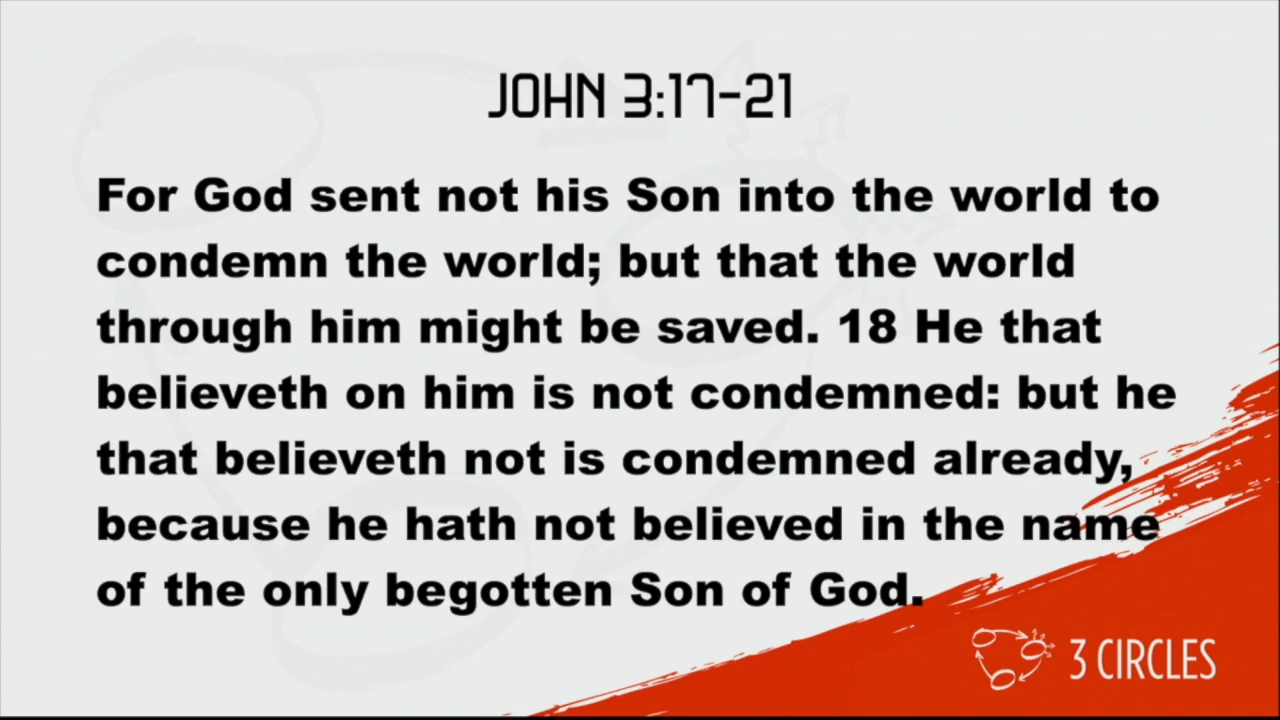 JOHN 3:17-21
For God sent not his Son into the world to
condemn the world; but that the world
through him might be saved. 18 He that
believeth on him is not condemned: but he
that believeth not is condemned already,
because he hath not believed in the name
of the only begotten Son of God.
3 CIRCLES